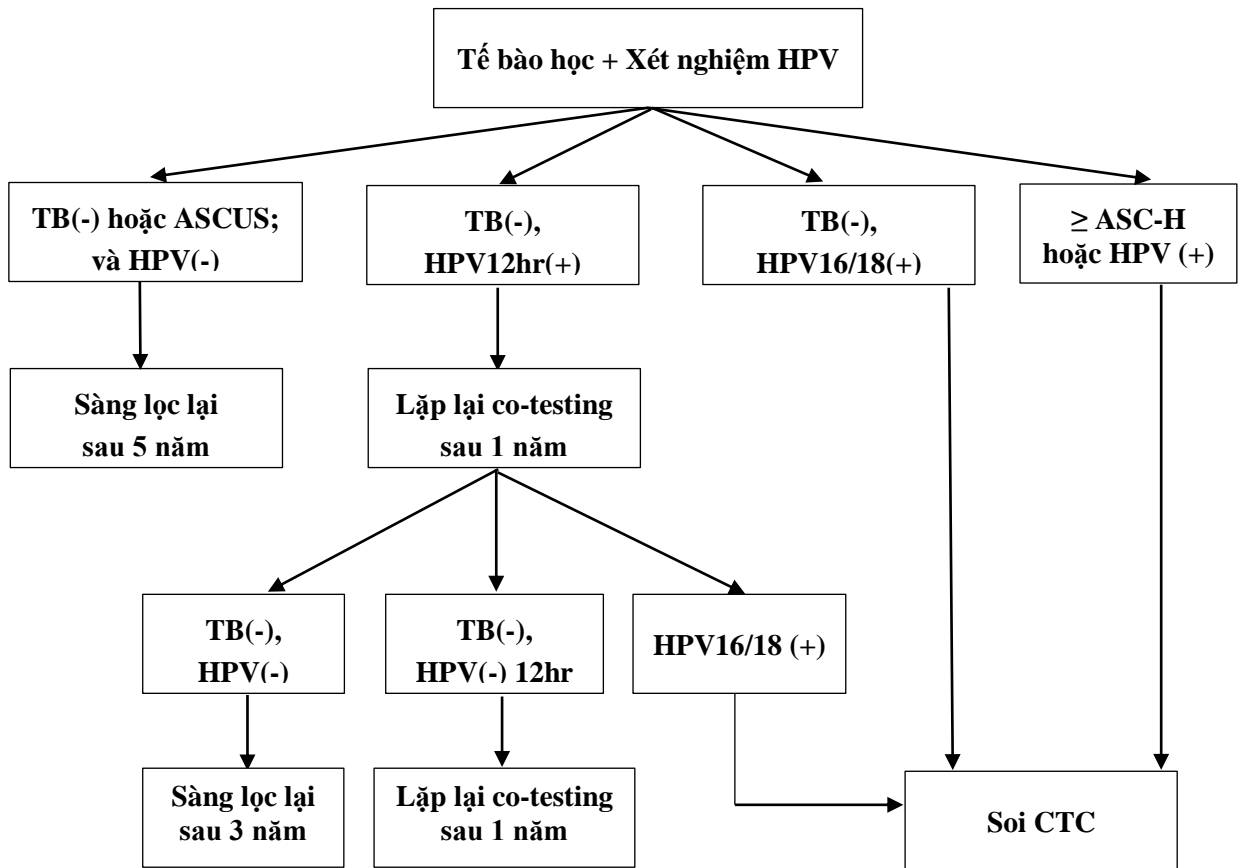 Tế bào học + Xét nghiệm HPV
TB(-) hoặc ASCUS;
và HPV(-)
TB(-),
HPV12hr(+)
TB(-),
HPV16/18(+)
≥ ASC-H
hoặc HPV (+)
Sàng lọc lại
sau 5 năm
Lặp lại co-testing
sau 1 năm
TB(-),
HPV(-)
TB(-),
HPV(-) 12hr
HPV16/18 (+)
Sàng lọc lại
sau 3 năm
Lặp lại co-testing
sau 1 năm
Soi CTC